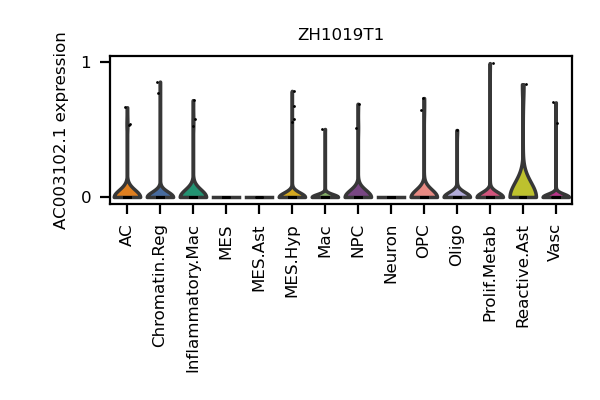 ZH1019T1
AC003102.1 expression
1
0
AC
Chromatin.Reg
Inflammatory.Mac
MES
MES.Ast
MES.Hyp
Mac
NPC
Neuron
OPC
Oligo
Prolif.Metab
Reactive.Ast
Vasc